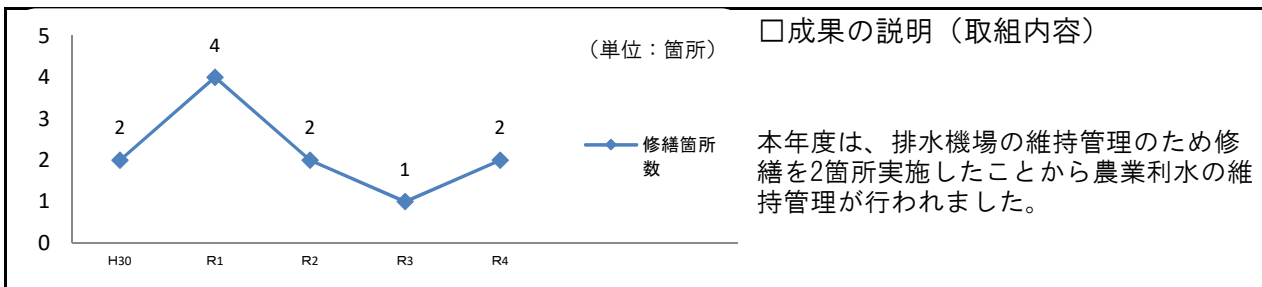 5
4
3
2
1
0
2
4
2
1
2
H30
R1
R2
R3
R4
（単位：箇所）
修繕箇所
数
□成果の説明（取組内容）
本年度は、排水機場の維持管理のため修
繕を2箇所実施したことから農業利水の維
持管理が行われました。